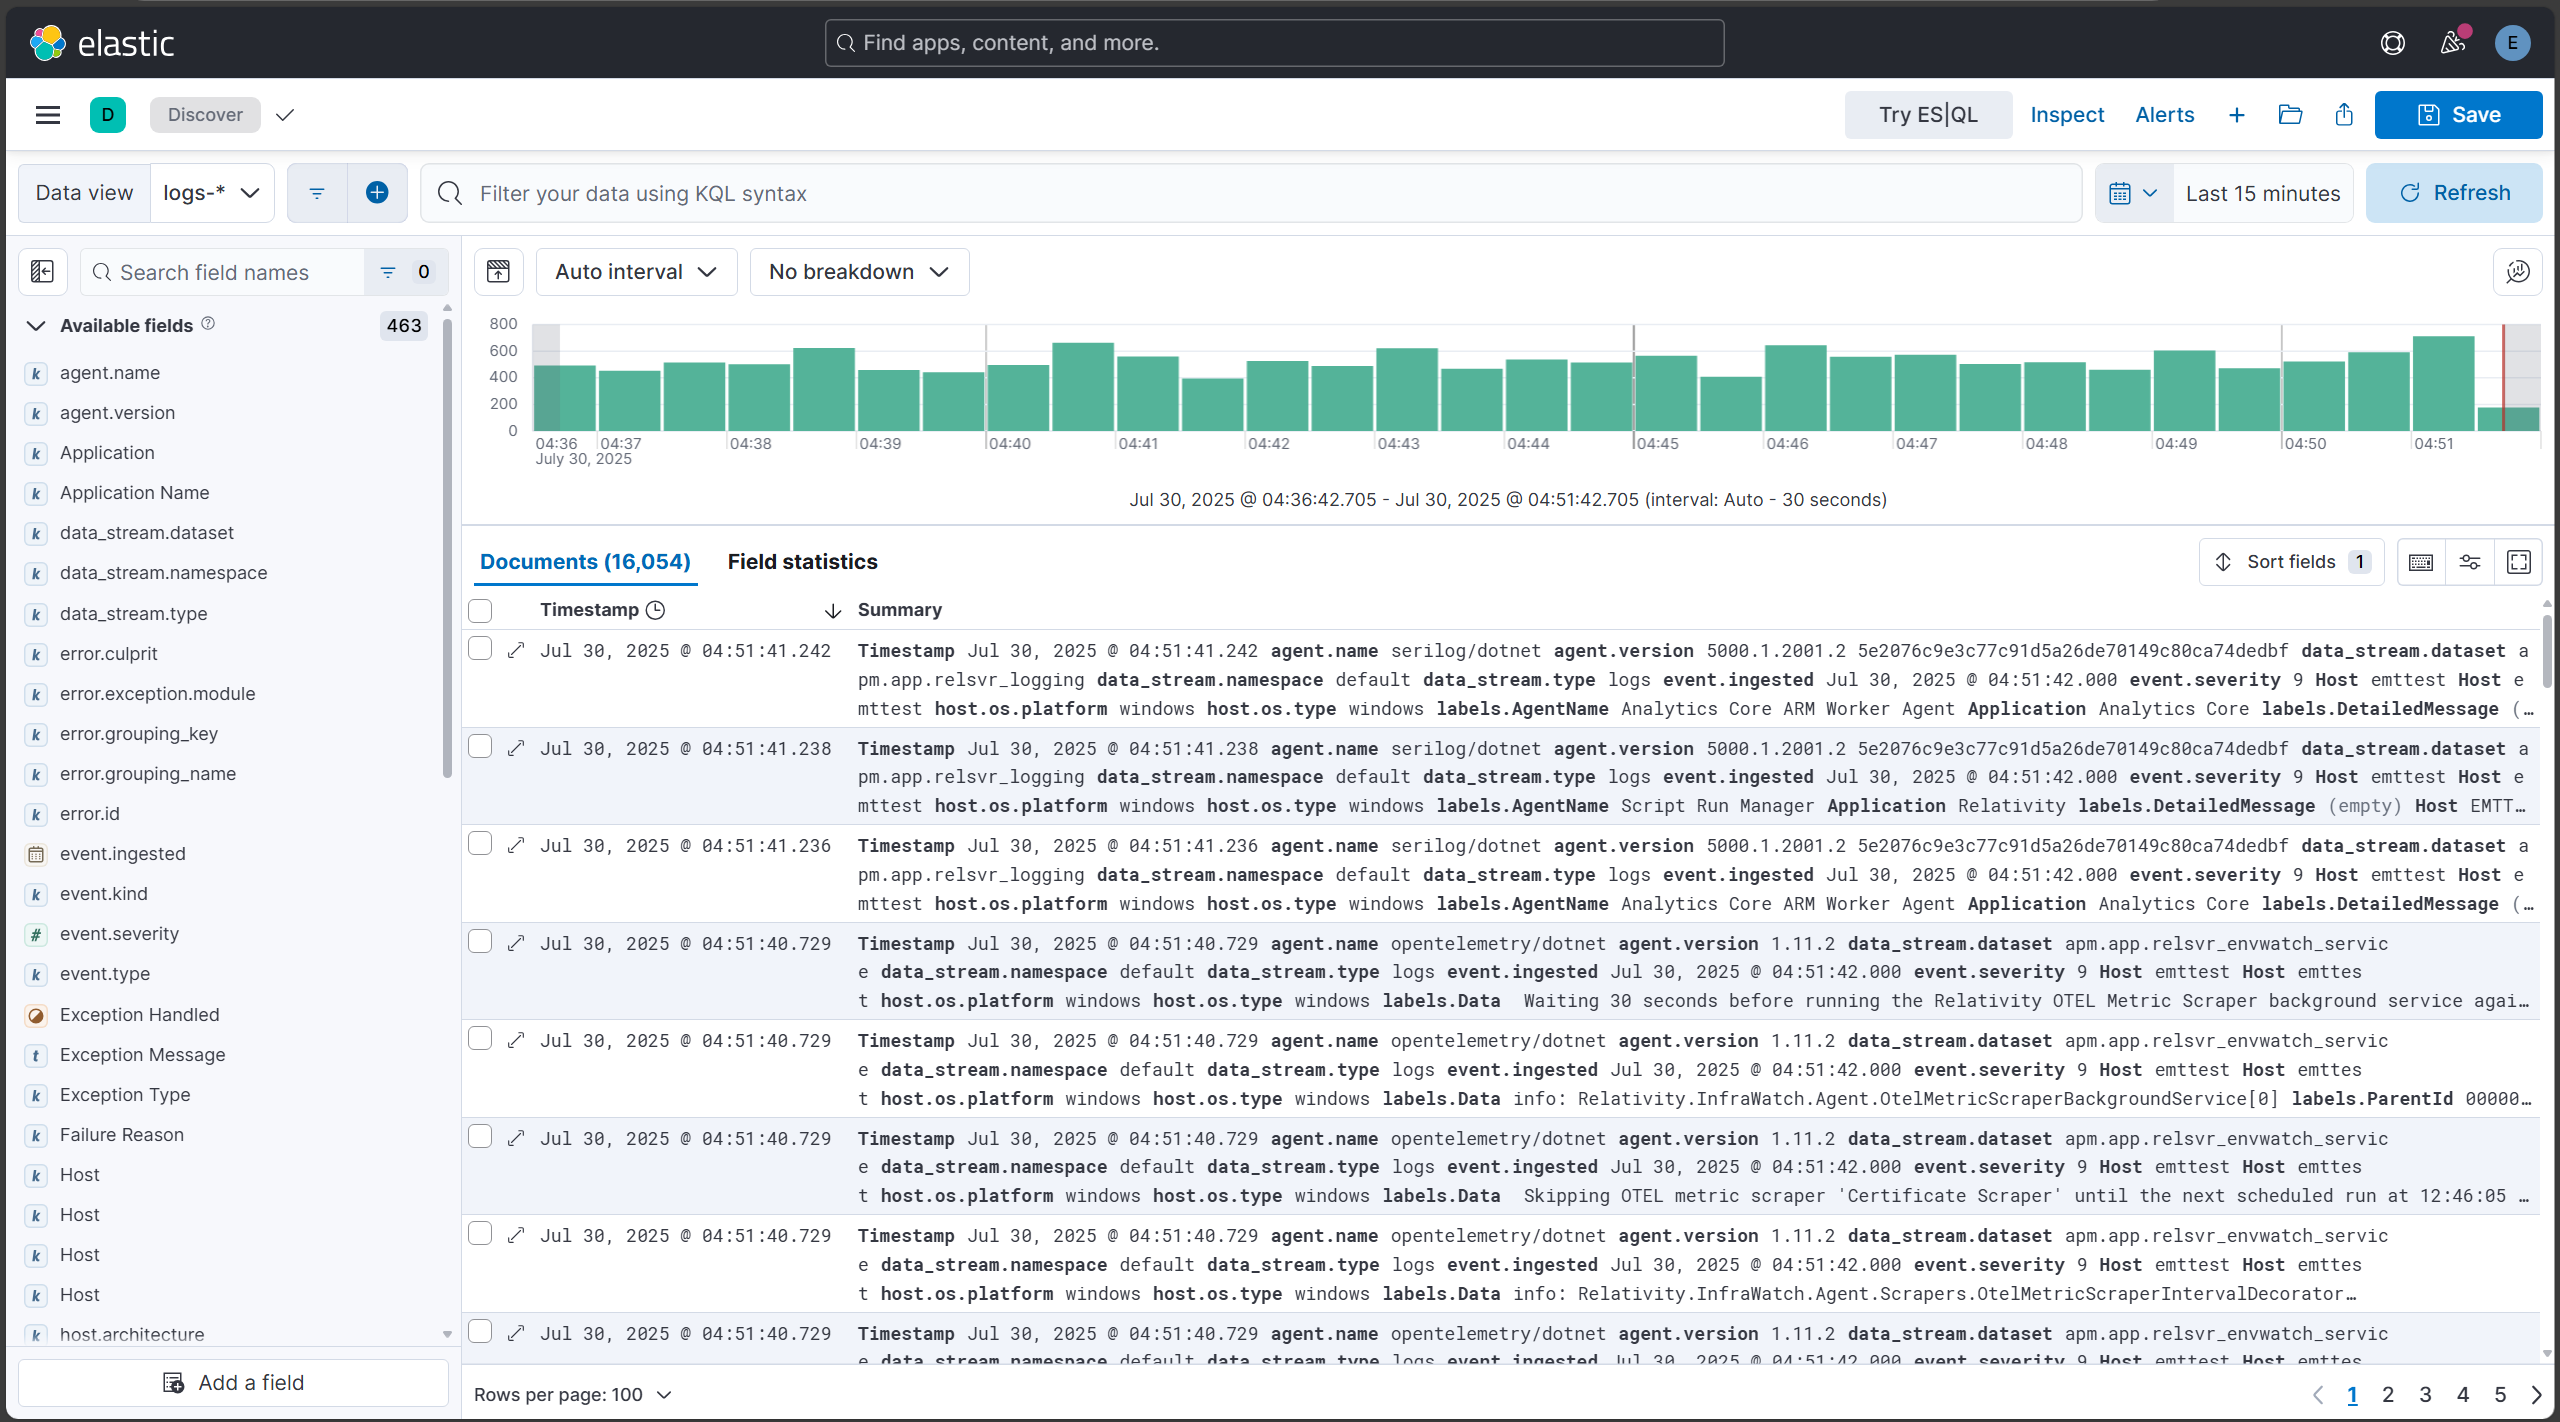 elastic
Find apps, content, and more.
E
D
Discover
Try ES|QL
Inspect
Alerts
Save
Data view
logs-*
Filter your data using KQL syntax
Last 15 minutes
Refresh
Search field names
0
Auto interval
No breakdown
Available fields
463
agent.name
agent.version
Application
Application Name
data_stream.dataset
data_stream.namespace
data_stream.type
error.culprit
error.exception.module
error.grouping_key
error.grouping_name
error.id
event.ingested
event.kind
event.severity
event.type
Exception Handled
Exception Message
Exception Type
Failure Reason
Host
Host
Host
Host
host.architecture
Add a field
800
600
400
200
0
04:36 04:37 04:38 04:39 04:40 04:41 04:42 04:43 04:44 04:45 04:46 04:47 04:48 04:49 04:50 04:51
July 30, 2025
Jul 30, 2025 @ 04:36:42.705 - Jul 30, 2025 @ 04:51:42.705 (interval: Auto - 30 seconds)
Documents (16,054)
Field statistics
Sort fields 1
Timestamp
Summary
Jul 30, 2025 @ 04:51:41.242 Timestamp Jul 30, 2025 @ 04:51:41.242 agent.name serilog/dotnet agent.version 5000.1.2001.2 5e2076c9e3c77c91d5a26de70149c80ca74dedbf data_stream.dataset a
pm.app.relsvr_logging data_stream.namespace default data_stream.type logs event.ingested Jul 30, 2025 @ 04:51:42.000 event.severity 9 Host emttest Host e
mttest host.os.platform windows host.os.type windows labels.AgentName Analytics Core ARM Worker Agent Application Analytics Core labels.DetailedMessage (…
Jul 30, 2025 @ 04:51:41.238 Timestamp Jul 30, 2025 @ 04:51:41.238 agent.name serilog/dotnet agent.version 5000.1.2001.2 5e2076c9e3c77c91d5a26de70149c80ca74dedbf data_stream.dataset a
pm.app.relsvr_logging data_stream.namespace default data_stream.type logs event.ingested Jul 30, 2025 @ 04:51:42.000 event.severity 9 Host emttest Host e
mttest host.os.platform windows host.os.type windows labels.AgentName Script Run Manager Application Relativity labels.DetailedMessage (empty) Host EMTT…
Jul 30, 2025 @ 04:51:41.236 Timestamp Jul 30, 2025 @ 04:51:41.236 agent.name serilog/dotnet agent.version 5000.1.2001.2 5e2076c9e3c77c91d5a26de70149c80ca74dedbf data_stream.dataset a
pm.app.relsvr_logging data_stream.namespace default data_stream.type logs event.ingested Jul 30, 2025 @ 04:51:42.000 event.severity 9 Host emttest Host e
mttest host.os.platform windows host.os.type windows labels.AgentName Analytics Core ARM Worker Agent Application Analytics Core labels.DetailedMessage (…
Jul 30, 2025 @ 04:51:40.729 Timestamp Jul 30, 2025 @ 04:51:40.729 agent.name opentelemetry/dotnet agent.version 1.11.2 data_stream.dataset apm.app.relsvr_envwatch_servic
e data_stream.namespace default data_stream.type logs event.ingested Jul 30, 2025 @ 04:51:42.000 event.severity 9 Host emttest Host emttes
t host.os.platform windows host.os.type windows labels.Data Waiting 30 seconds before running the Relativity OTEL Metric Scraper background service agai…
Jul 30, 2025 @ 04:51:40.729 Timestamp Jul 30, 2025 @ 04:51:40.729 agent.name opentelemetry/dotnet agent.version 1.11.2 data_stream.dataset apm.app.relsvr_envwatch_servic
e data_stream.namespace default data_stream.type logs event.ingested Jul 30, 2025 @ 04:51:42.000 event.severity 9 Host emttest Host emttes
t host.os.platform windows host.os.type windows labels.Data info: Relativity.InfraWatch.Agent.OtelMetricScraperBackgroundService[0] labels.ParentId 00000…
Jul 30, 2025 @ 04:51:40.729 Timestamp Jul 30, 2025 @ 04:51:40.729 agent.name opentelemetry/dotnet agent.version 1.11.2 data_stream.dataset apm.app.relsvr_envwatch_servic
e data_stream.namespace default data_stream.type logs event.ingested Jul 30, 2025 @ 04:51:42.000 event.severity 9 Host emttest Host emttes
t host.os.platform windows host.os.type windows labels.Data Skipping OTEL metric scraper 'Certificate Scraper' until the next scheduled run at 12:46:05 …
Jul 30, 2025 @ 04:51:40.729 Timestamp Jul 30, 2025 @ 04:51:40.729 agent.name opentelemetry/dotnet agent.version 1.11.2 data_stream.dataset apm.app.relsvr_envwatch_servic
e data_stream.namespace default data_stream.type logs event.ingested Jul 30, 2025 @ 04:51:42.000 event.severity 9 Host emttest Host emttes
t host.os.platform windows host.os.type windows labels.Data info: Relativity.InfraWatch.Agent.Scrapers.OtelMetricScraperIntervalDecorator…
Jul 30, 2025 @ 04:51:40.729 Timestamp Jul 30, 2025 @ 04:51:40.729 agent.name opentelemetry/dotnet agent.version 1.11.2 data_stream.dataset apm.app.relsvr_envwatch_servic
e data_stream.namespace default data_stream.type logs event.ingested Jul 30, 2025 @ 04:51:42.000 event.severity 9 Host emttest Host emttes
Rows per page: 100
1 2 3 4 5